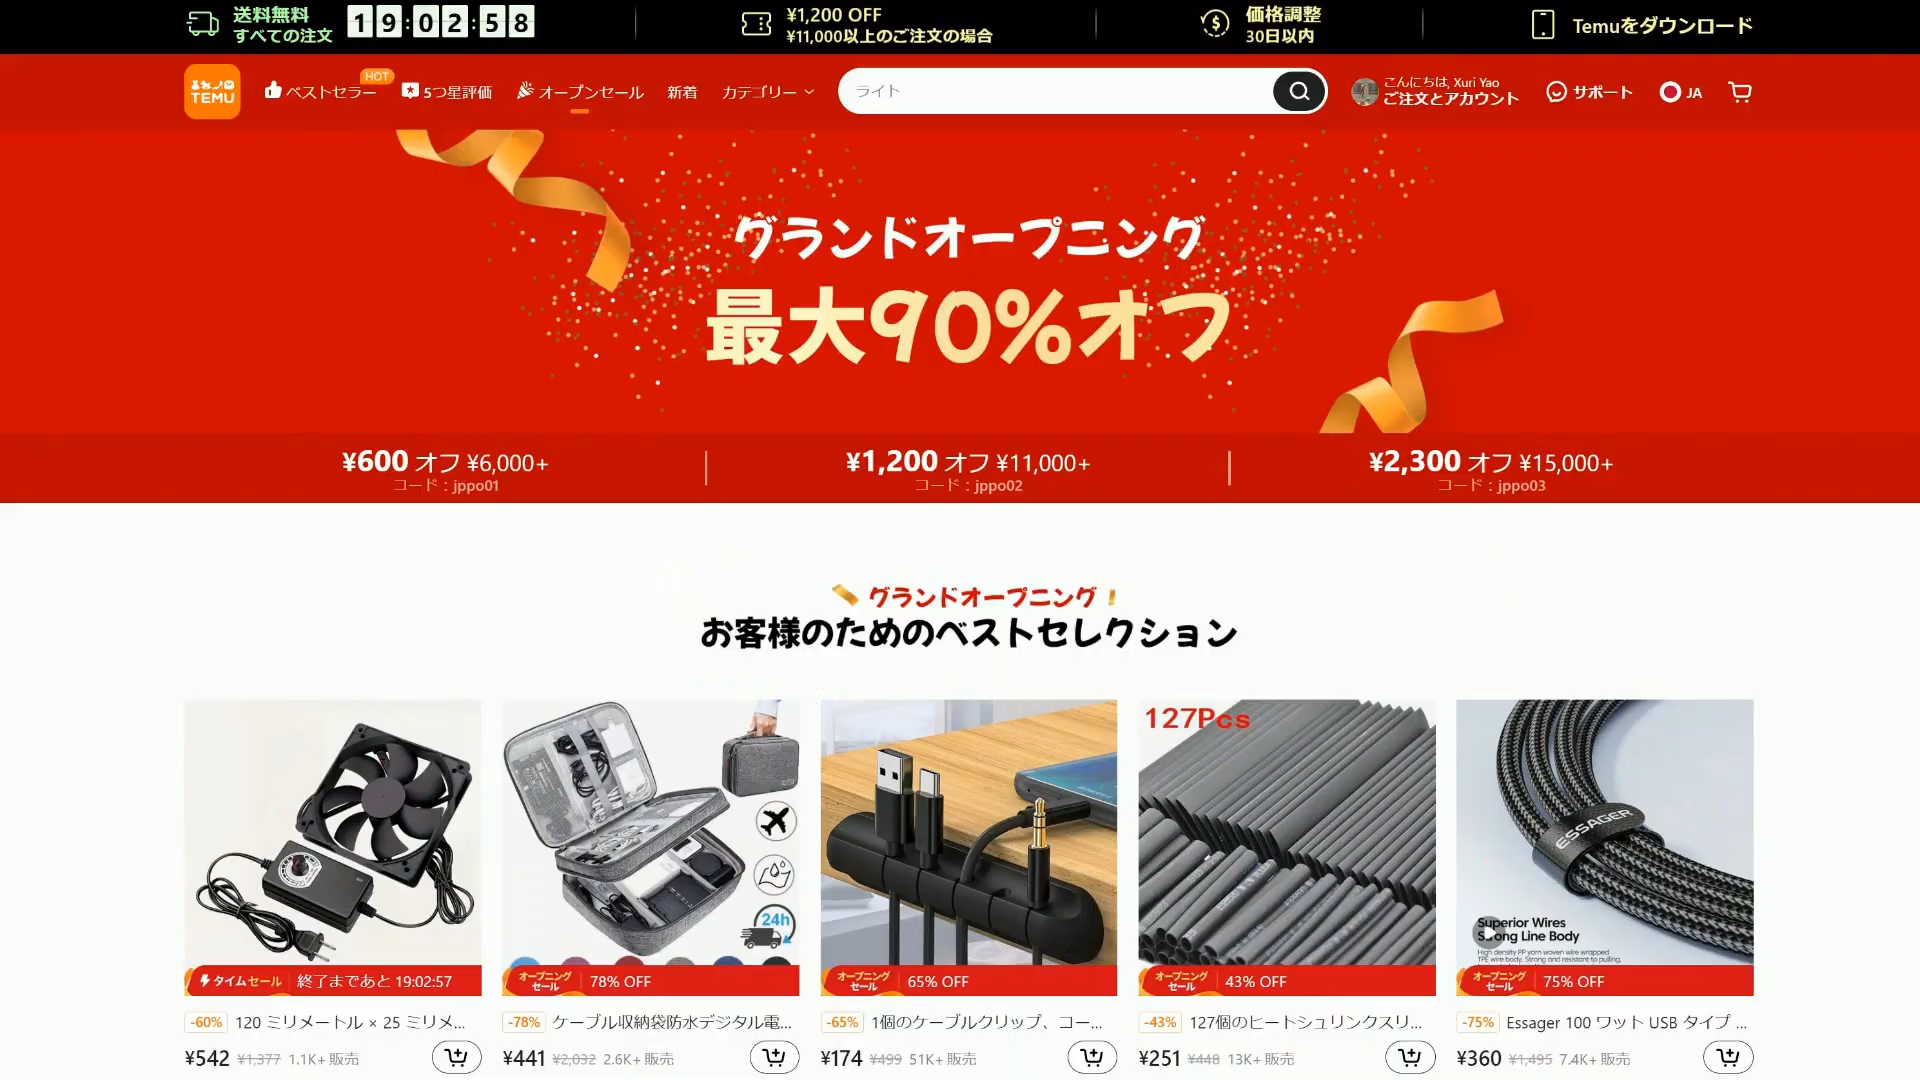 送料無料
すべての注文
19:02:58
¥1,200 OFF
¥11,000以上のご注文の場合
価格調整
30日以内
Temuをダウンロード
TEMU
ベストセラー
HOT
5つ星評価
オープンセール
新着
カテゴリー
ライト
こんにちは, Xuri Yao
ご注文とアカウント
サポート
JA
グランドオープニング
最大90%オフ
¥600 オフ ¥6,000+
コード：jppo01
¥1,200 オフ ¥11,000+
コード：jppo02
¥2,300 オフ ¥15,000+
コード：jppo03
グランドオープニング
お客様のためのベストセレクション
24h
127Pcs
ESSAGER
Superior Wires
Strong Line Body
High density PP yarn woven wire wrapped
TPE wire body, Strong and resistant to pulling.
タイムセール 終了まであと 19:02:57
オープニング
セール
78% OFF
オープニング
セール
65% OFF
オープニング
セール
43% OFF
オープニング
セール
75% OFF
-60% 120 ミリメートル × 25 ミリメ...
¥542 ¥1,377 1.1K+ 販売
-78% ケーブル収納袋防水デジタル電...
¥441 ¥2,032 2.6K+ 販売
-65% 1個のケーブルクリップ、コー...
¥174 ¥499 51K+ 販売
-43% 127個のヒートシュリンクスリ...
¥251 ¥448 13K+ 販売
-75% Essager 100 ワット USB タイプ ...
¥360 ¥1,495 7.4K+ 販売